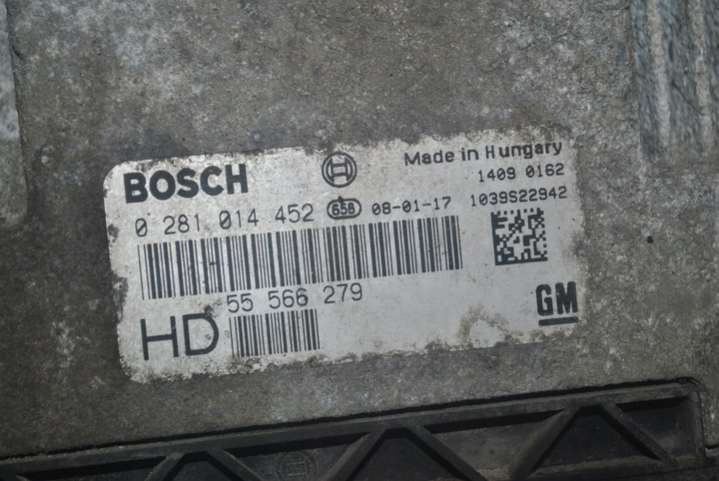 BOSCH
Made in Hungary
1409 0162
0 281 014 452 658 08-01-17 1039S22942
55 566 279
HD
GM